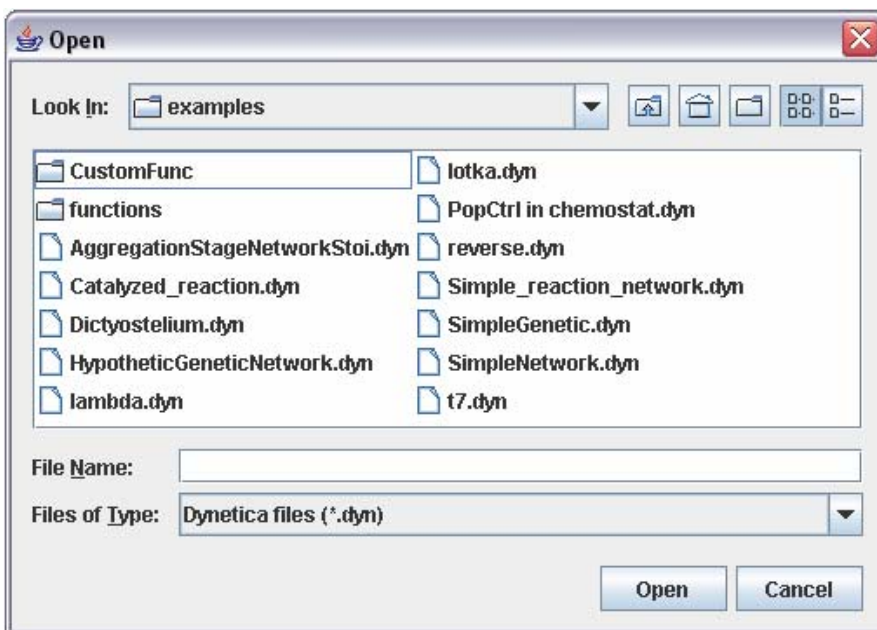 Open
Look In: examples
CustomFunc
functions
AggregationStageNetworkStoi.dyn
Catalyzed_reaction.dyn
Dictyostelium.dyn
HypotheticGeneticNetwork.dyn
lambda.dyn
lotka.dyn
PopCtrl in chemostat.dyn
reverse.dyn
Simple_reaction_network.dyn
SimpleGenetic.dyn
SimpleNetwork.dyn
t7.dyn
File Name:
Files of Type: Dynetica files (*.dyn)
Open Cancel